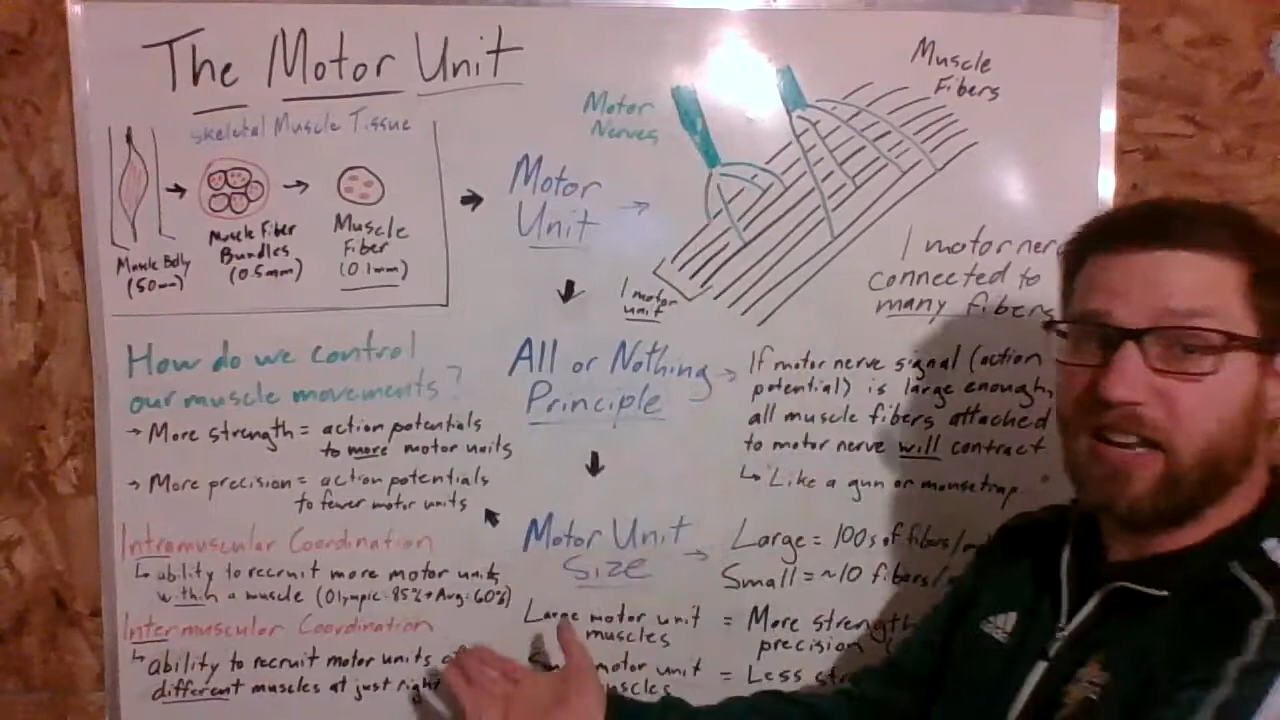 The Motor Unit
Skeletal Muscle Tissue
Muscle Belly
(50mm)
Muscle Fiber
Bundles
(0.5mm)
Muscle
Fiber
(0.1mm)
Motor
Unit
Motor
Nerves
Muscle
Fibers
1 motor
unit
1 motor
connected to
many fibers
How do we control
our muscle movements?
→ More strength = action potentials
to more motor units
→ More precision = action potentials
to fewer motor units
Intramuscular Coordination
↳ ability to recruit more motor units
within a muscle (Olympic = 85% + Avg = 60%)
Intermuscular Coordination
↳ ability to recruit motor units
different muscles at just right
All or Nothing
Principle
If motor nerve signal (action
potential) is large enough,
all muscle fibers attached
to motor nerve will contract
↳ Like a gun or mousetrap
Motor Unit
Size
Large = 100s of fibers/
Small = ~10 fibers/
Large motor unit
muscles
= More strength
precision
motor unit
= Less
adidas